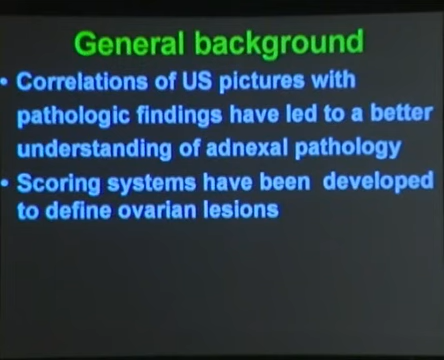 General background
• Correlations of US pictures with
pathologic findings have led to a better
understanding of adnexal pathology
• Scoring systems have been developed
to define ovarian lesions